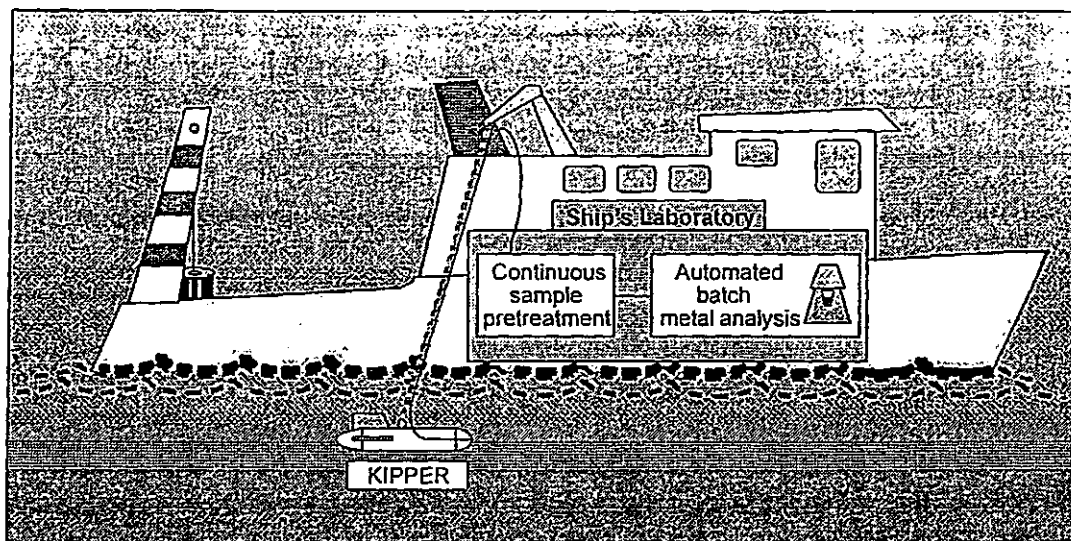 Ship's Laboratory
Continuous
sample
pretreatment
Automated
batch
metal analysis
KIPPER